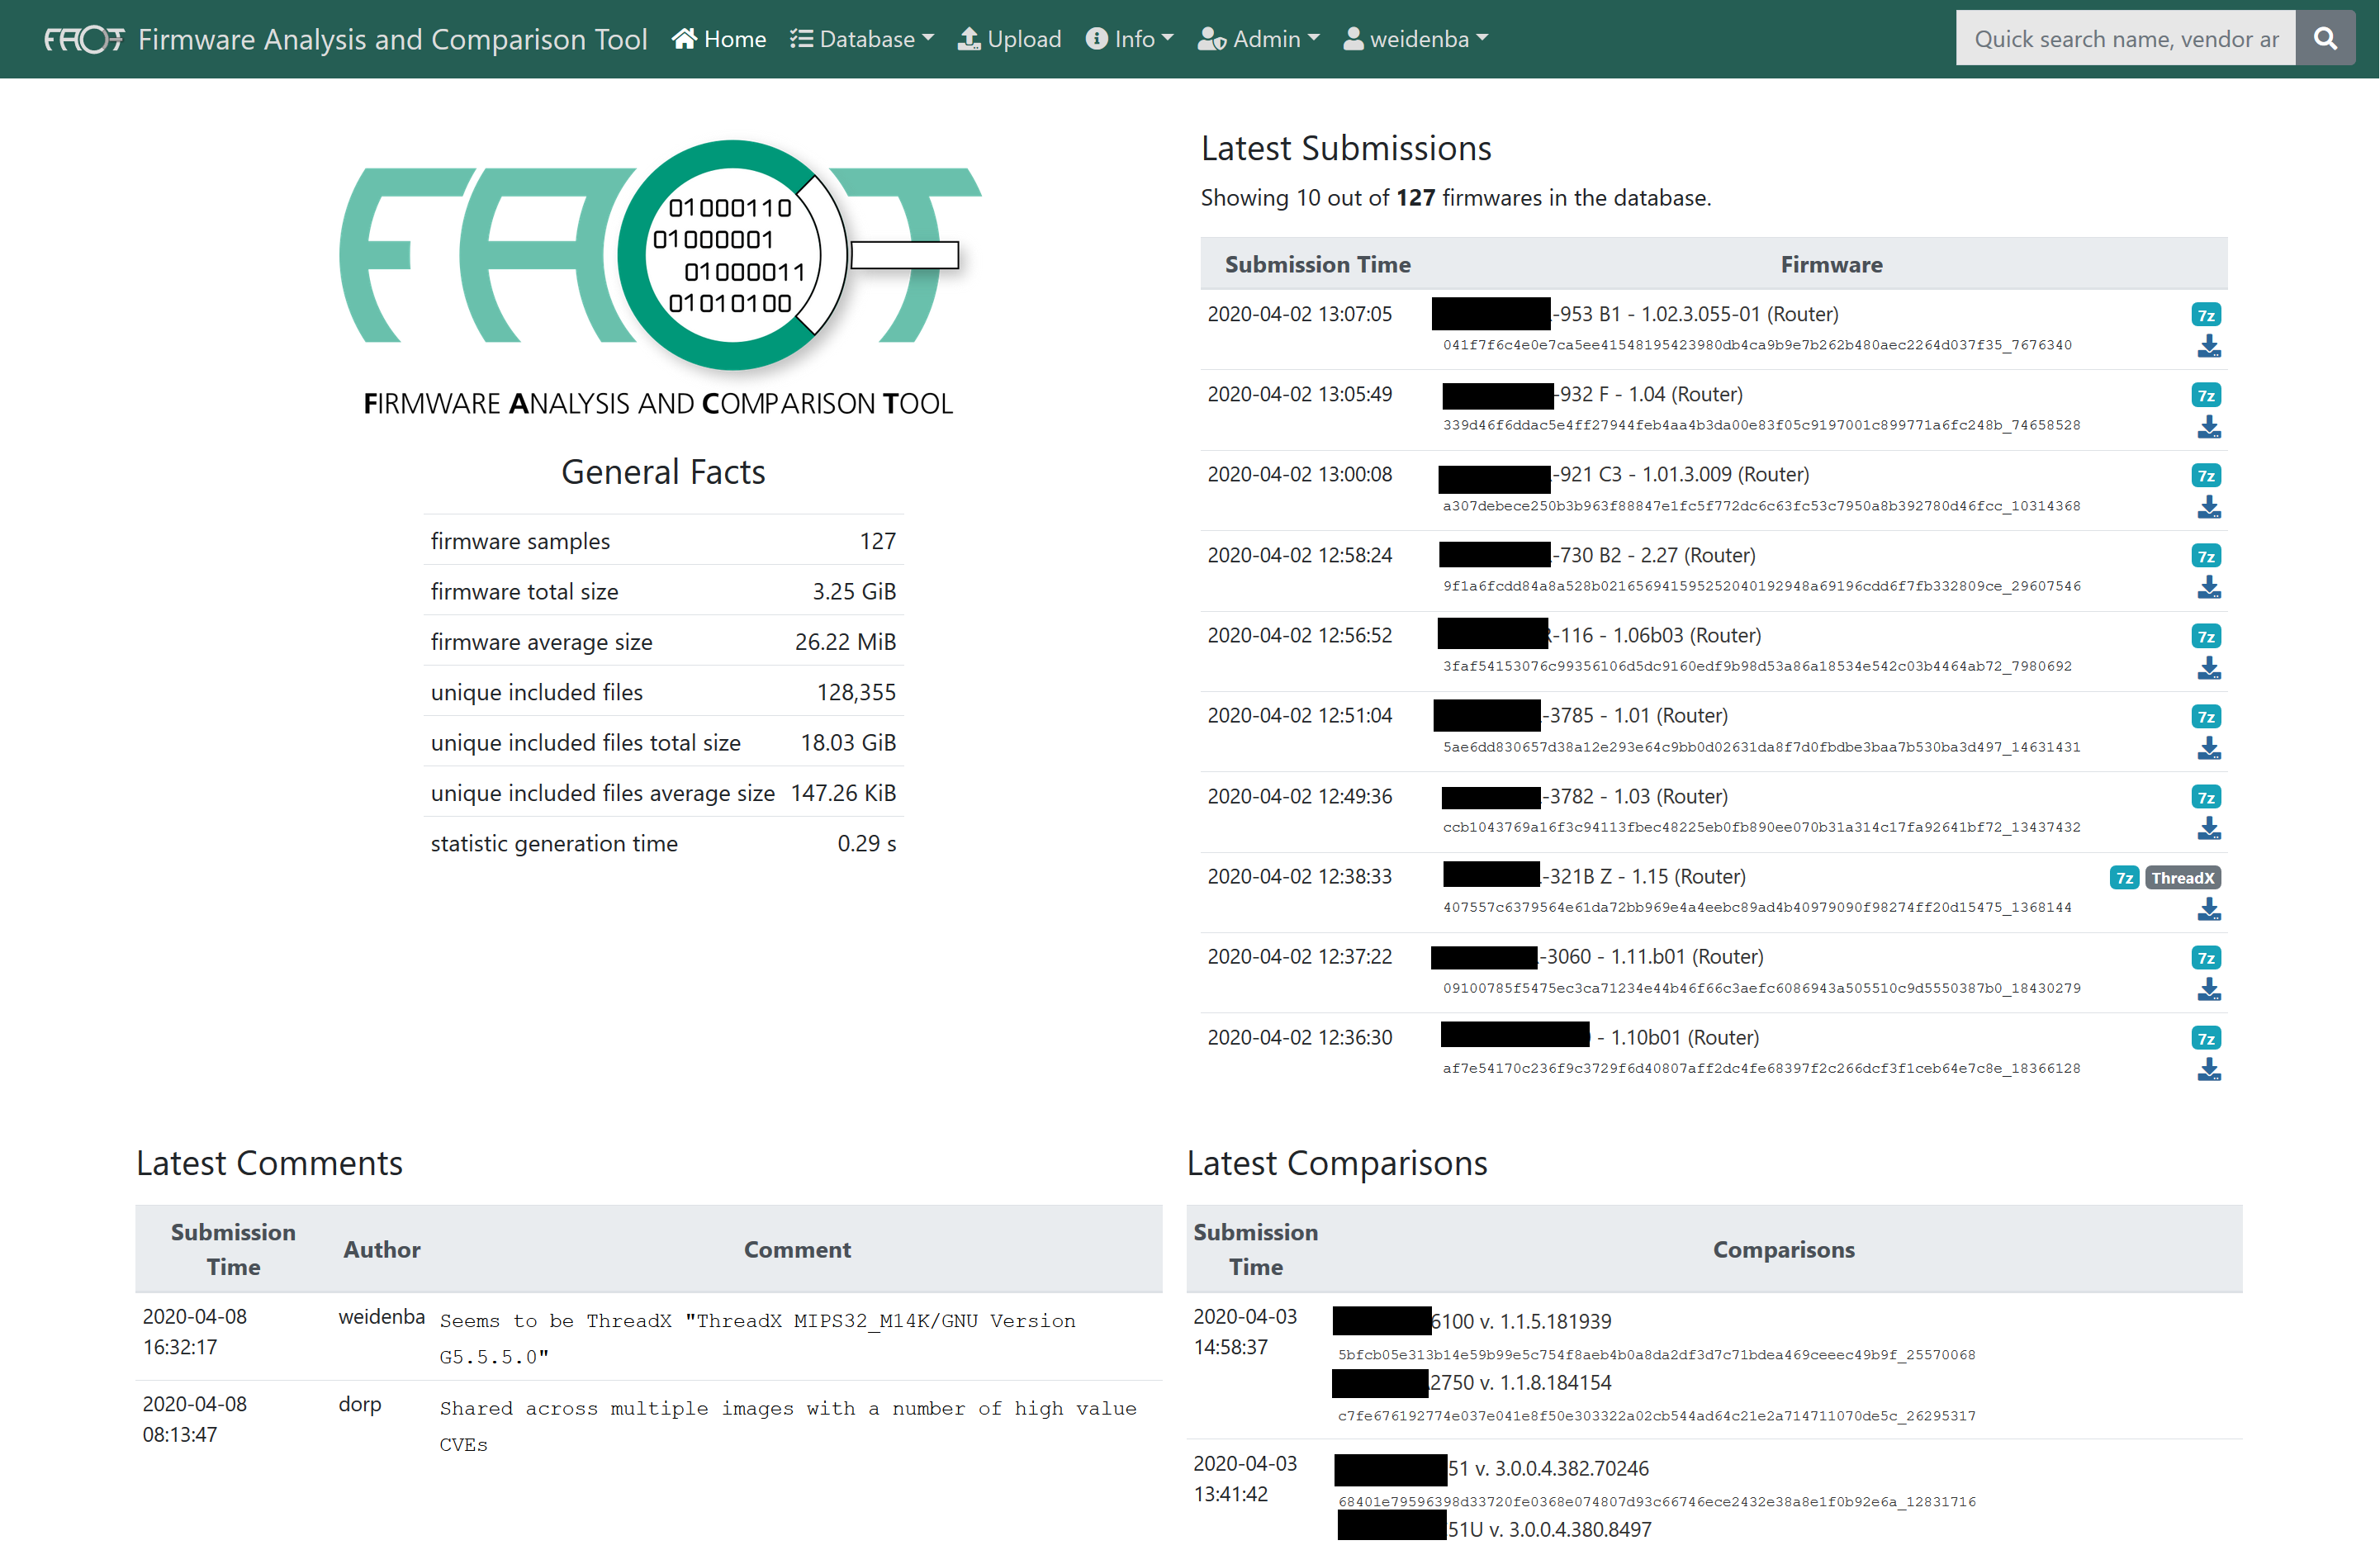 FACT Firmware Analysis and Comparison Tool Home Database Upload Info Admin weidenba Quick search name, vendor ar
FACT
01000110
01000001
01000011
01010100
FIRMWARE ANALYSIS AND COMPARISON TOOL
General Facts
firmware samples 127
firmware total size 3.25 GiB
firmware average size 26.22 MiB
unique included files 128,355
unique included files total size 18.03 GiB
unique included files average size 147.26 KiB
statistic generation time 0.29 s
Latest Submissions
Showing 10 out of 127 firmwares in the database.
Submission Time Firmware
2020-04-02 13:07:05 -953 B1 - 1.02.3.055-01 (Router) 7z
041f7f6c4e0e7ca5ee41548195423980db4ca9b9e7b262b480aec2264d037f35_7676340
2020-04-02 13:05:49 -932 F - 1.04 (Router) 7z
339d46f6ddac5e4ff27944feb4aa4b3da00e83f05c9197001c899771a6fc248b_74658528
2020-04-02 13:00:08 -921 C3 - 1.01.3.009 (Router) 7z
a307debece250b3b963f88847e1fc5f772dc6c63fc53c7950a8b392780d46fcc_10314368
2020-04-02 12:58:24 -730 B2 - 2.27 (Router) 7z
9f1a6fcdd84a8a528b021656941595252040192948a69196cdd6f7fb332809ce_29607546
2020-04-02 12:56:52 R-116 - 1.06b03 (Router) 7z
3faf54153076c99356106d5dc9160edf9b98d53a86a18534e542c03b4464ab72_7980692
2020-04-02 12:51:04 -3785 - 1.01 (Router) 7z
5ae6dd830657d38a12e293e64c9bb0d02631da8f7d0fbdbe3baa7b530ba3d497_14631431
2020-04-02 12:49:36 -3782 - 1.03 (Router) 7z
ccb1043769a16f3c94113fbec48225eb0fb890ee070b31a314c17fa92641bf72_13437432
2020-04-02 12:38:33 -321B Z - 1.15 (Router) 7z ThreadX
407557c6379564e61da72bb969e4a4eebc89ad4b40979090f98274ff20d15475_1368144
2020-04-02 12:37:22 -3060 - 1.11.b01 (Router) 7z
09100785f5475ec3ca71234e44b46f66c3aefc6086943a505510c9d5550387b0_18430279
2020-04-02 12:36:30 - 1.10b01 (Router) 7z
af7e54170c236f9c3729f6d40807aff2dc4fe68397f2c266dcf3f1ceb64e7c8e_18366128
Latest Comments
Submission Time Author Comment
2020-04-08 16:32:17 weidenba Seems to be ThreadX "ThreadX MIPS32_M14K/GNU Version
G5.5.5.0"
2020-04-08 08:13:47 dorp Shared across multiple images with a number of high value
CVEs
Latest Comparisons
Submission Time Comparisons
2020-04-03 14:58:37 6100 v. 1.1.5.181939
5bfcb05e313b14e59b99e5c754f8aeb4b0a8da2df3d7c71bdea469ceeec49b9f_25570068
2750 v. 1.1.8.184154
c7fe676192774e037e041e8f50e303322a02cb544ad64c21e2a714711070de5c_26295317
2020-04-03 13:41:42 51 v. 3.0.0.4.382.70246
68401e79596398d33720fe0368e074807d93c66746ece2432e38a8e1f0b92e6a_12831716
51U v. 3.0.0.4.380.8497